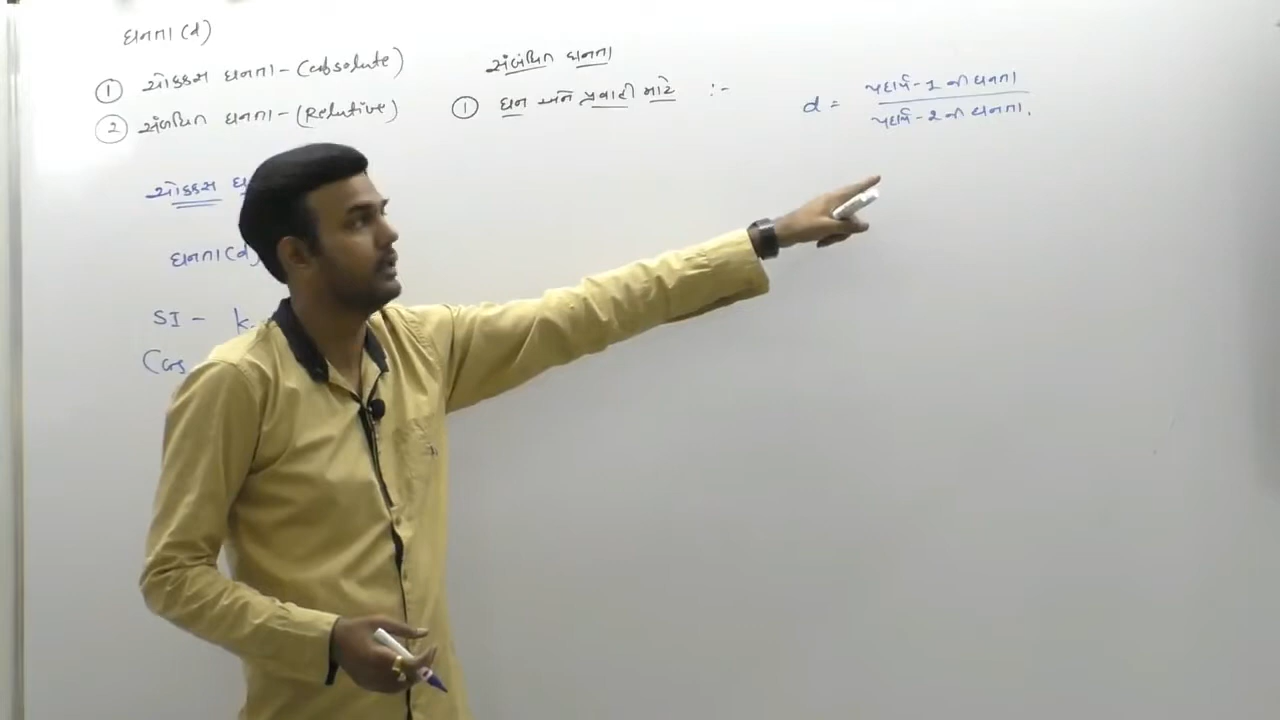 ઘનતા (d)
① ચોક્કસ ઘનતા - (absolute)
② સંબંધિત ઘનતા - (Relative)
ચોક્કસ
ઘનતા (d)
SI -
સંબંધિત ઘનતા
① ઘન અને પ્રવાહી માટે :-
d = પદાર્થ - 1 ની ઘનતા
પદાર્થ - 2 ની ઘનતા.